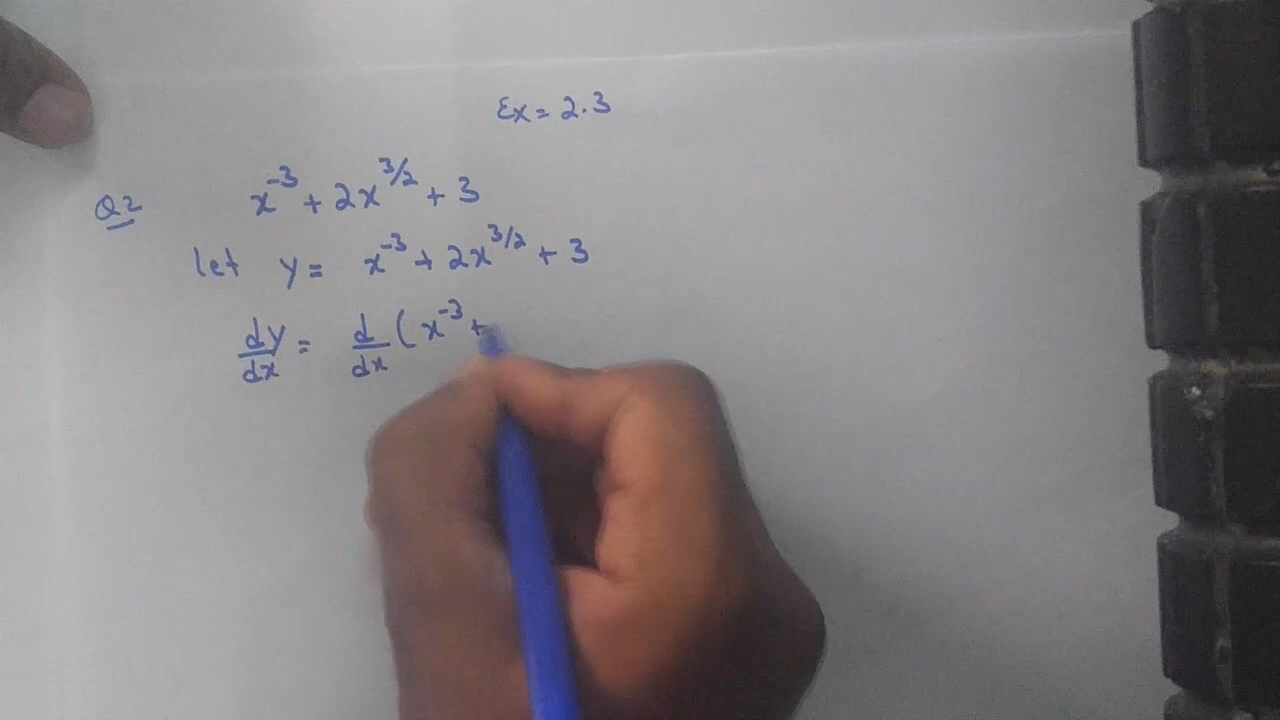 Ex = 2.3
Q2 x^-3 + 2x^3/2 + 3
let y = x^-3 + 2x^3/2 + 3
dy/dx = d/dx ( x^-3 +